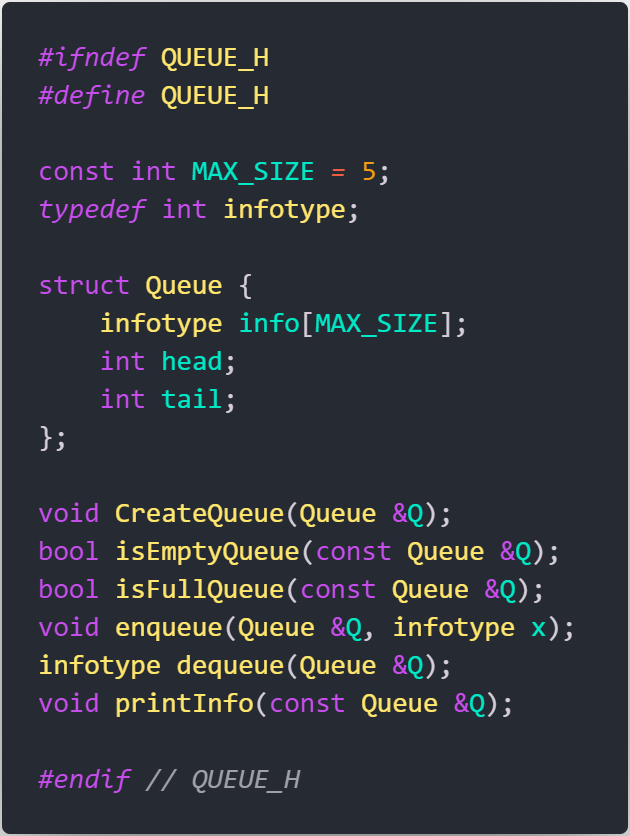 #ifndef QUEUE_H
#define QUEUE_H
const int MAX_SIZE = 5;
typedef int infotype;
struct Queue {
    infotype info[MAX_SIZE];
    int head;
    int tail;
};
void CreateQueue(Queue &Q);
bool isEmptyQueue(const Queue &Q);
bool isFullQueue(const Queue &Q);
void enqueue(Queue &Q, infotype x);
infotype dequeue(Queue &Q);
void printInfo(const Queue &Q);
#endif // QUEUE_H